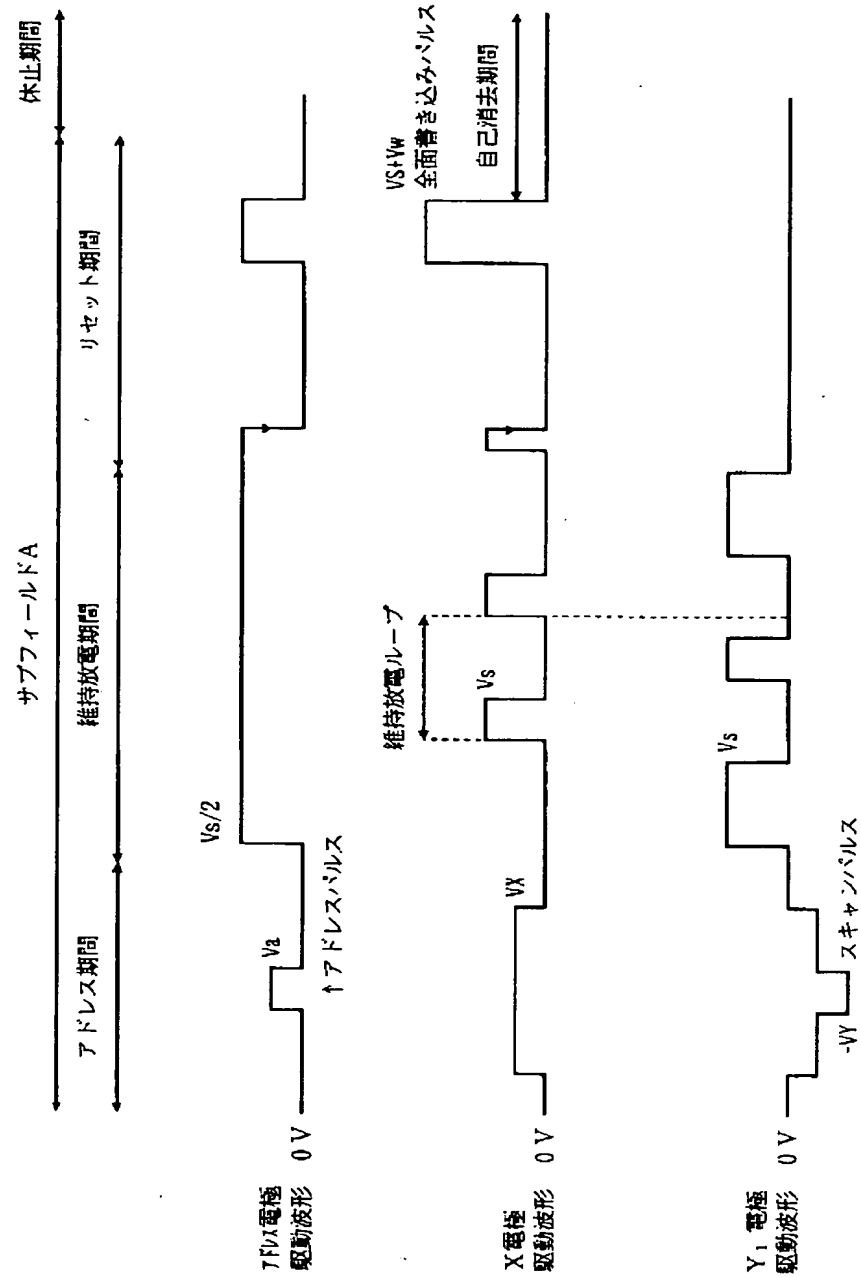 サブフィールドA
休止期間
アドレス期間
維持放電期間
リセット期間
アドレス電極
駆動波形 0V
Va
↑アドレスパルス
Vs/2
X電極
駆動波形 0V
VX
維持放電ループ
Vs
VS+Vw
全面書き込みパルス
自己消去期間
Y1 電極
駆動波形 0V
-VY
スキャンパルス
Vs